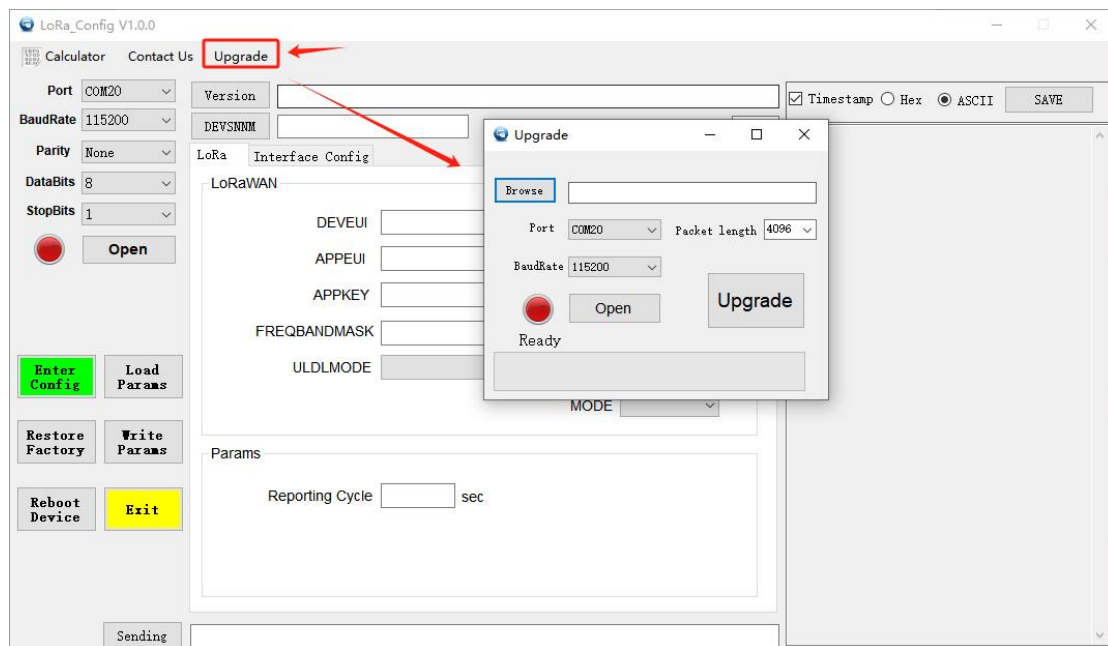 LoRa_Config V1.0.0
Calculator Contact Us Upgrade
Port COM20
BaudRate 115200
Parity None
DataBits 8
StopBits 1
Open
Enter Config
Load Params
Restore Factory
Write Params
Reboot Device
Exit
Sending
Version
DEVSNNM
LoRa Interface Config
LoRaWAN
DEVEUI
APPEUI
APPKEY
FREQBANDMASK
ULDLMODE
MODE
Params
Reporting Cycle sec
Upgrade
Browse
Port COM20 Packet length 4096
BaudRate 115200
Open
Upgrade
Ready
Timestamp Hex ASCII SAVE